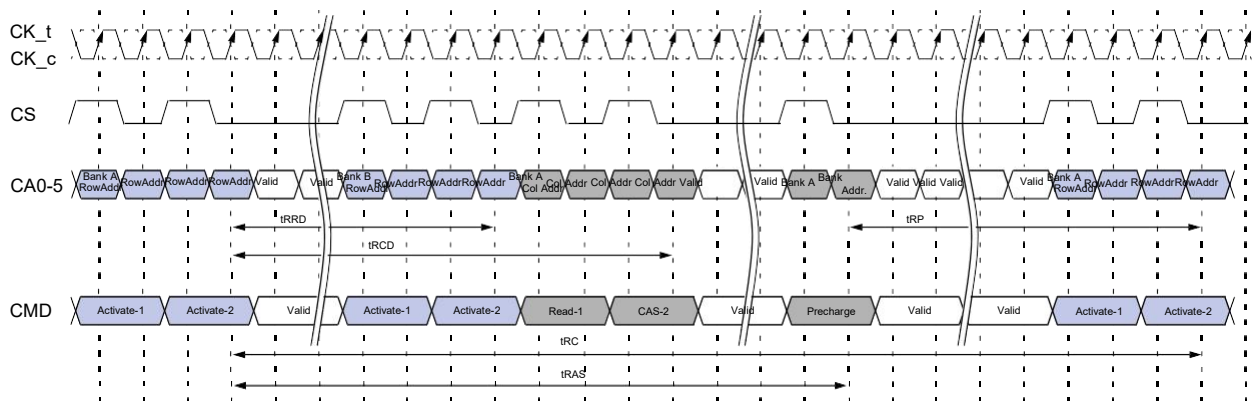 CK_t
CK_c
CS
CA0-5
Bank A RowAddr RowAddr RowAddr RowAddr Valid Valid Bank B RowAddr RowAddr RowAddr RowAddr Bank A Col Addr Col Addr Col Addr Col Addr Valid Valid Bank A Bank Addr. Valid Valid Valid Valid Bank A RowAddr RowAddr RowAddr RowAddr
tRRD tRP
tRCD
CMD Activate-1 Activate-2 Valid Activate-1 Activate-2 Read-1 CAS-2 Valid Precharge Valid Valid Activate-1 Activate-2
tRC
tRAS